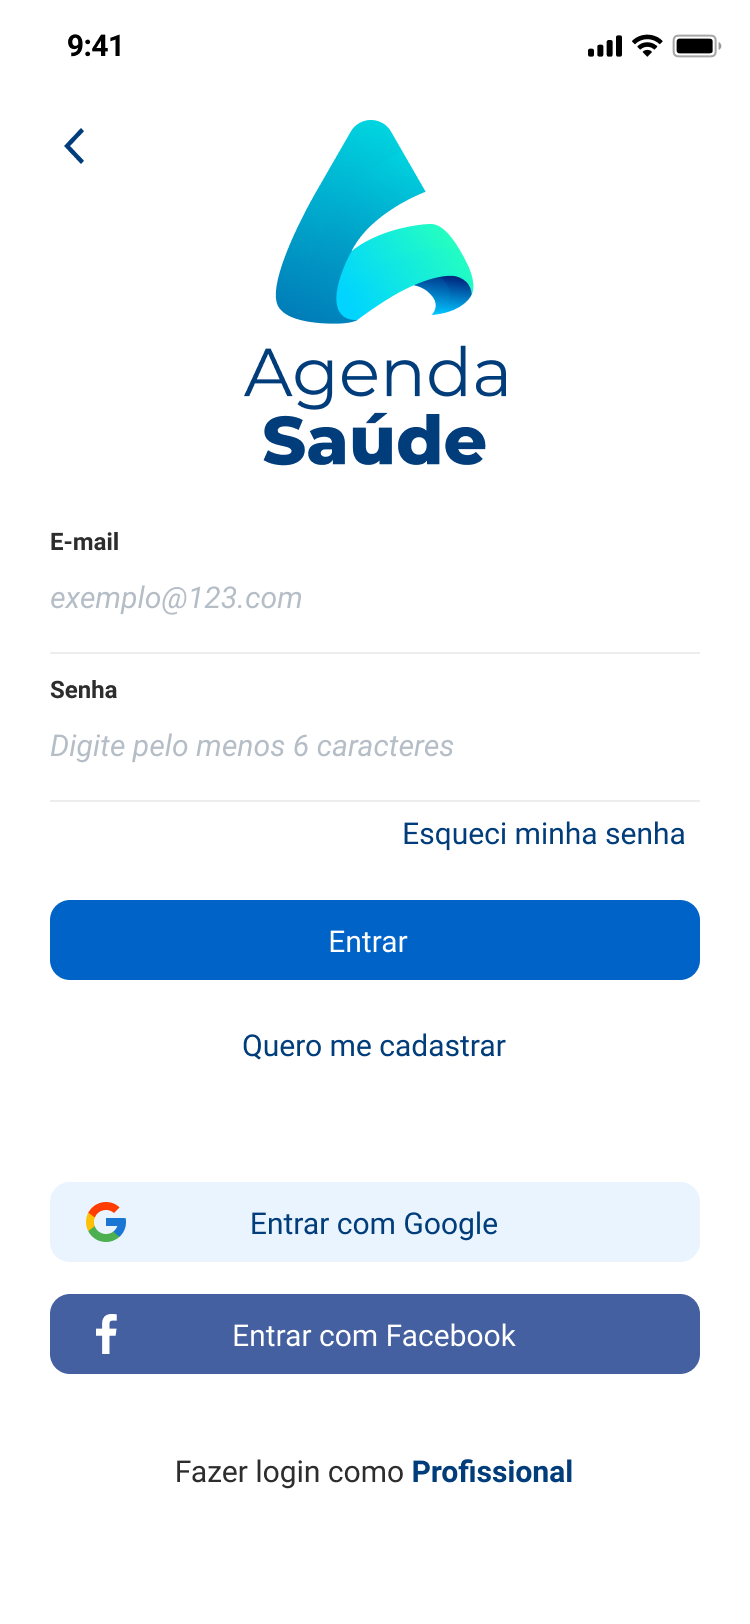 9:41
Agenda
Saúde
E-mail
exemplo@123.com
Senha
Digite pelo menos 6 caracteres
Esqueci minha senha
Entrar
Quero me cadastrar
Entrar com Google
Entrar com Facebook
Fazer login como Profissional